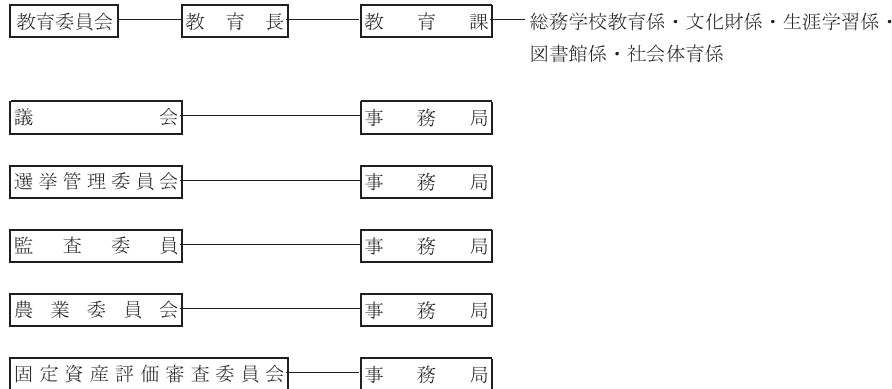 教育委員会 教育長 教育課 総務学校教育係・文化財係・生涯学習係・
図書館係・社会体育係
議会 事務局
選挙管理委員会 事務局
監査委員 事務局
農業委員会 事務局
固定資産評価審査委員会 事務局